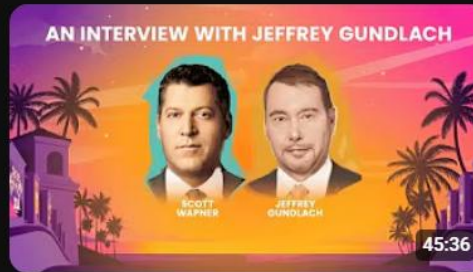 AN INTERVIEW WITH JEFFREY GUNDLACH
SCOTT
WAPNER
JEFFREY
GUNDLACH
45:36